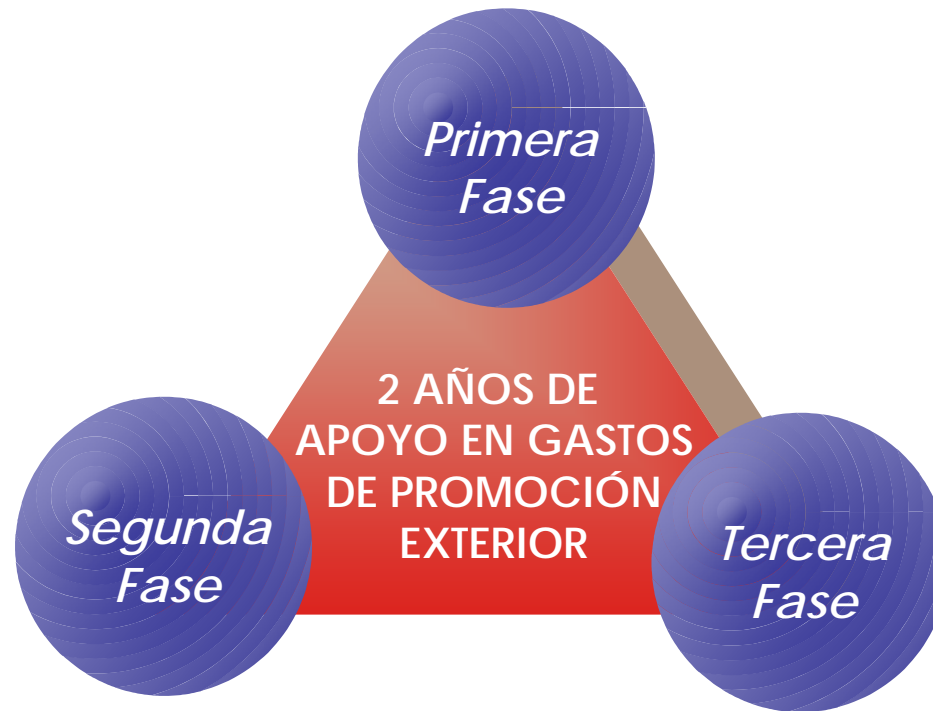 Primera
Fase
2 AÑOS DE
APOYO EN GASTOS
DE PROMOCIÓN
EXTERIOR
Segunda
Fase
Tercera
Fase